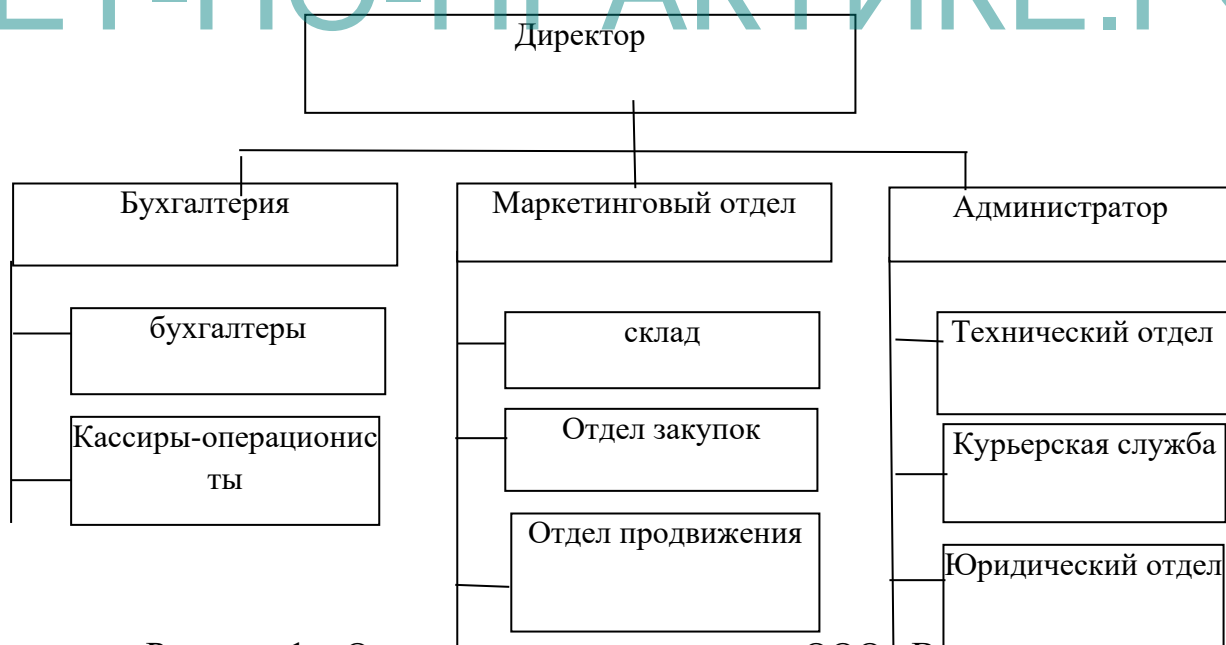 Директор
Бухгалтерия
Маркетинговый отдел
Администратор
бухгалтеры
склад
Технический отдел
Кассиры-операционис
ты
Отдел закупок
Курьерская служба
Отдел продвижения
Юридический отдел